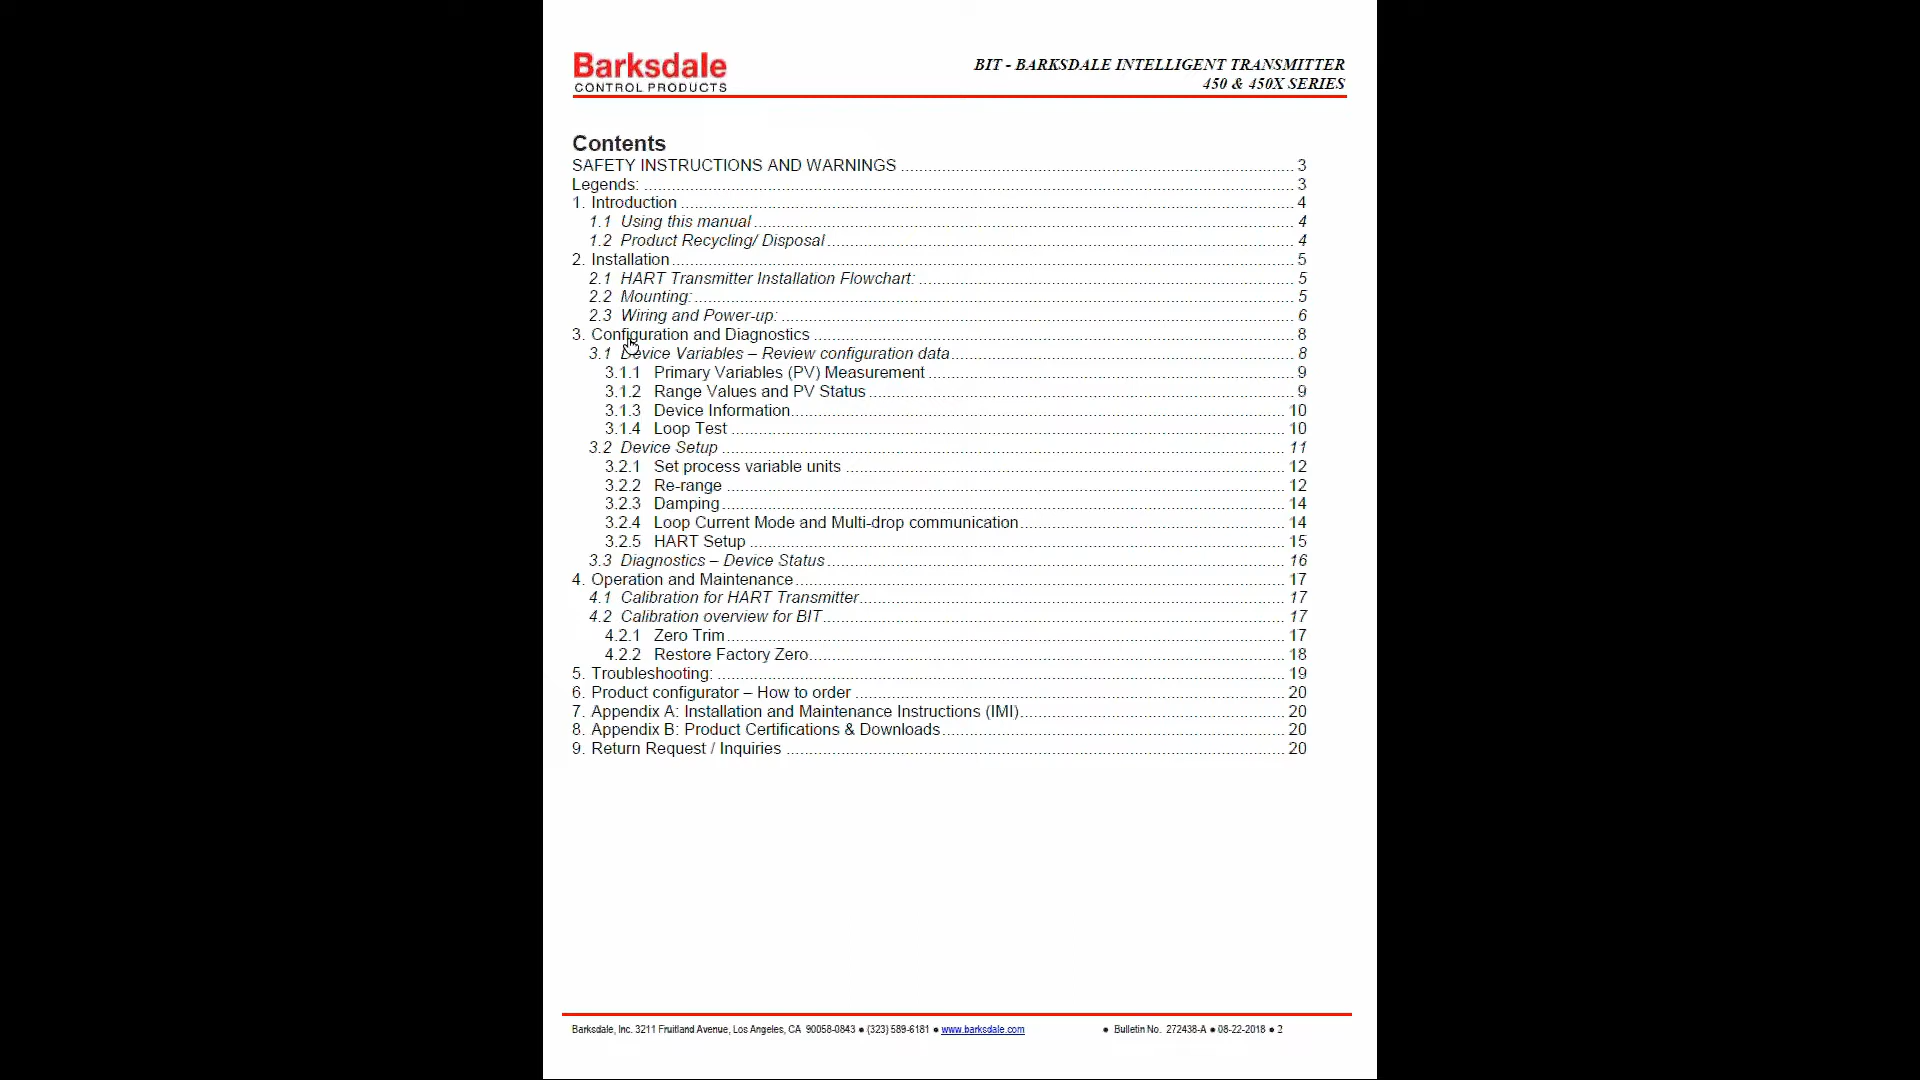 Barksdale
CONTROL PRODUCTS
BIT - BARKSDALE INTELLIGENT TRANSMITTER
450 & 450X SERIES
Contents
SAFETY INSTRUCTIONS AND WARNINGS 3
Legends: 3
1. Introduction 4
1.1 Using this manual 4
1.2 Product Recycling/ Disposal 4
2. Installation 5
2.1 HART Transmitter Installation Flowchart: 5
2.2 Mounting: 5
2.3 Wiring and Power-up: 6
3. Configuration and Diagnostics 8
3.1 Device Variables – Review configuration data 8
3.1.1 Primary Variables (PV) Measurement 9
3.1.2 Range Values and PV Status 9
3.1.3 Device Information 10
3.1.4 Loop Test 10
3.2 Device Setup 11
3.2.1 Set process variable units 12
3.2.2 Re-range 12
3.2.3 Damping 14
3.2.4 Loop Current Mode and Multi-drop communication 14
3.2.5 HART Setup 15
3.3 Diagnostics – Device Status 16
4. Operation and Maintenance 17
4.1 Calibration for HART Transmitter 17
4.2 Calibration overview for BIT 17
4.2.1 Zero Trim 17
4.2.2 Restore Factory Zero 18
5. Troubleshooting: 19
6. Product configurator – How to order 20
7. Appendix A: Installation and Maintenance Instructions (IMI) 20
8. Appendix B: Product Certifications & Downloads 20
9. Return Request / Inquiries 20
Barksdale, Inc. 3211 Fruitland Avenue, Los Angeles, CA 90058-0843 ● (323) 589-6181 ● www.barksdale.com ● Bulletin No. 272438-A ● 08-22-2018 ● 2